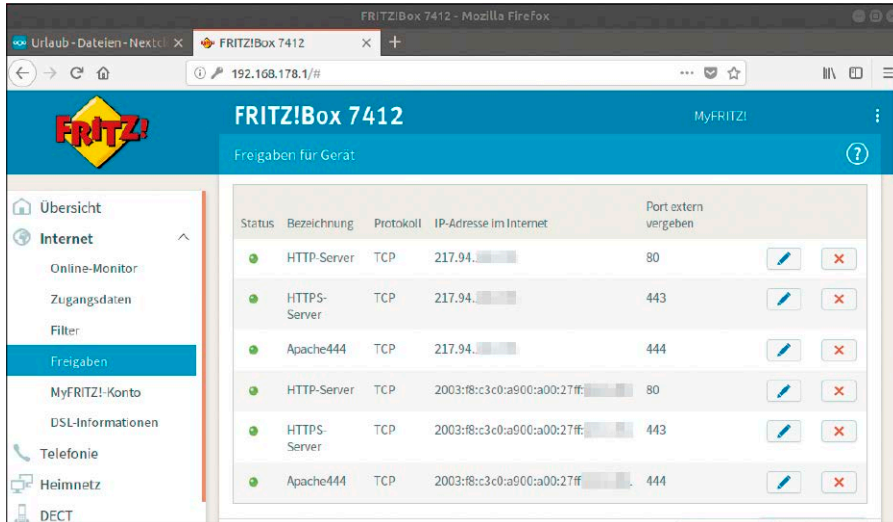 FRITZ!Box 7412 - Mozilla Firefox
Urlaub - Dateien - Nextcl
FRITZ!Box 7412
192.168.178.1/#
FRITZ!
FRITZ!Box 7412
MyFRITZ!
Freigaben für Gerät
Übersicht
Internet
Online-Monitor
Zugangsdaten
Filter
Freigaben
MyFRITZ!-Konto
DSL-Informationen
Telefonie
Heimnetz
DECT
Status Bezeichnung Protokoll IP-Adresse im Internet Port extern vergeben
HTTP-Server TCP 217.94. 80
HTTPS-Server TCP 217.94. 443
Apache444 TCP 217.94. 444
HTTP-Server TCP 2003:f8:c3c0:a900:a00:27ff: 80
HTTPS-Server TCP 2003:f8:c3c0:a900:a00:27ff: 443
Apache444 TCP 2003:f8:c3c0:a900:a00:27ff 444